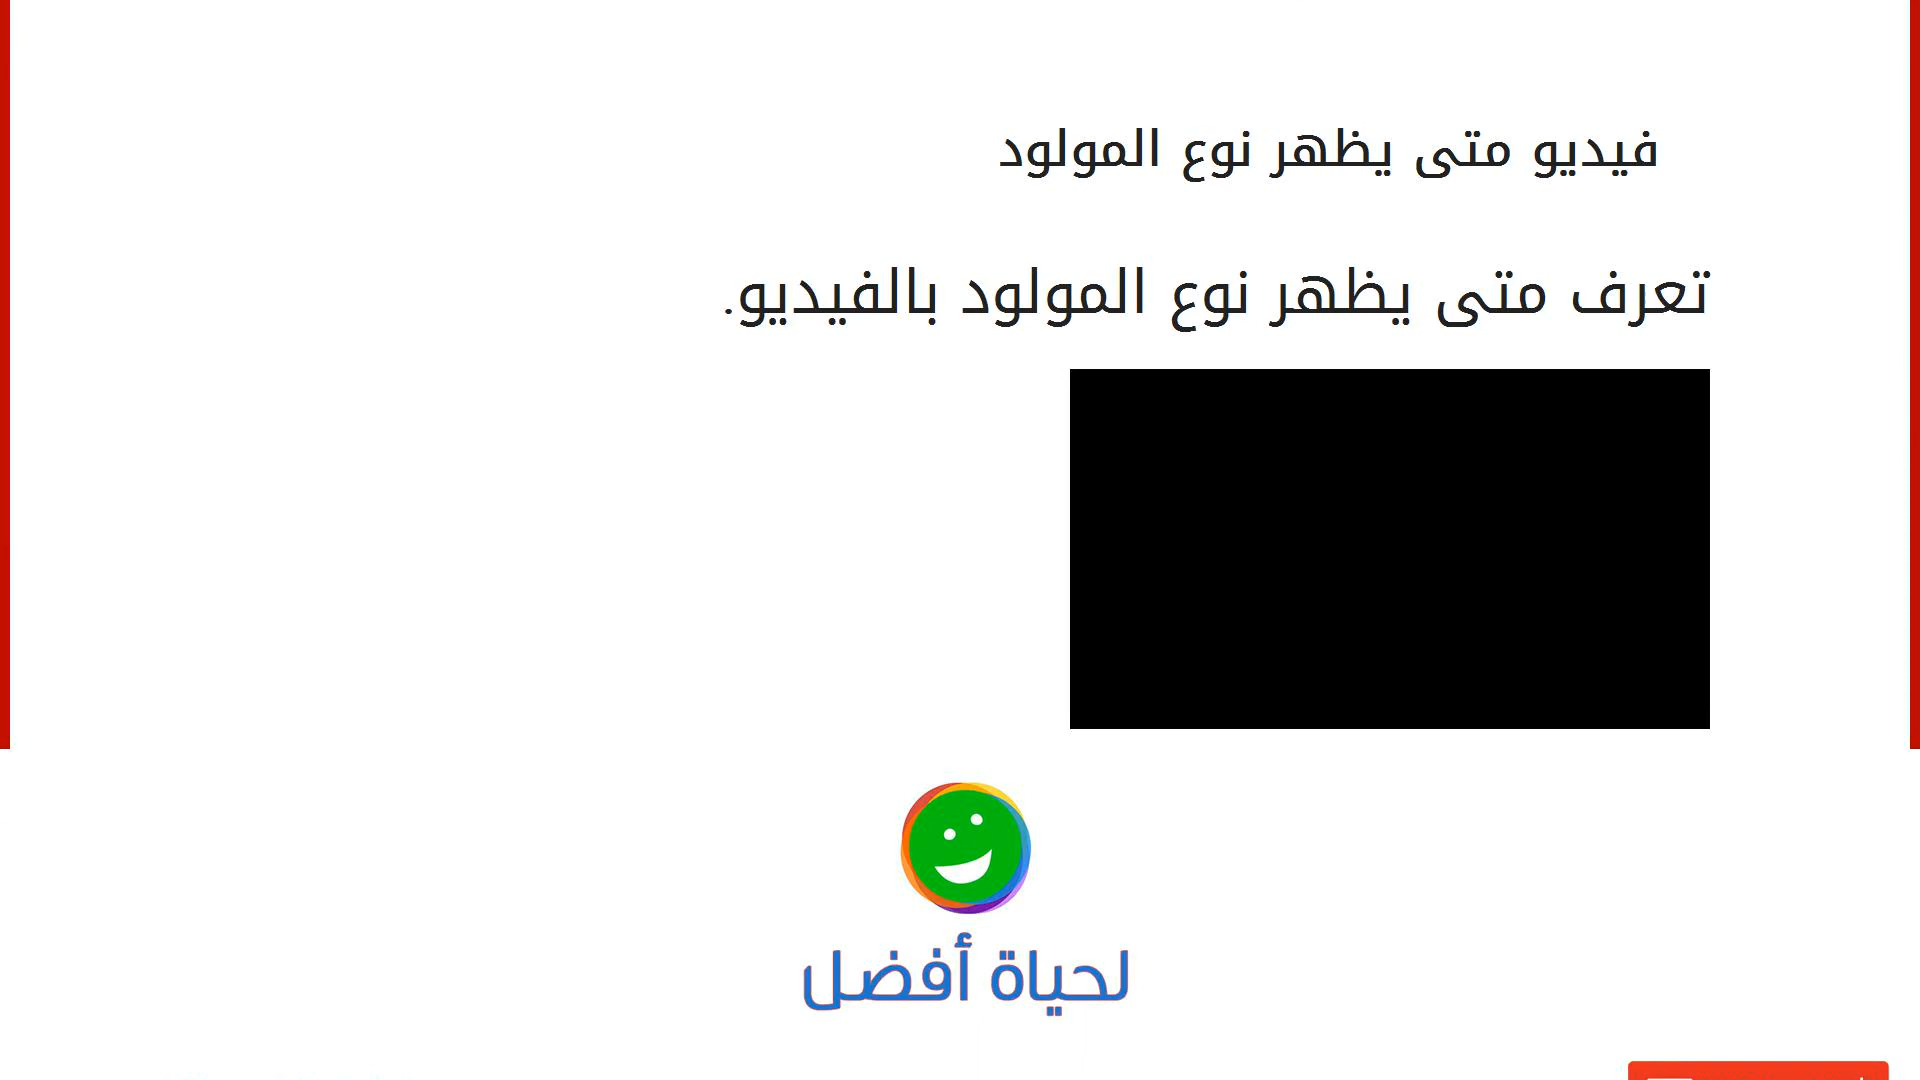 فيديو متى يظهر نوع المولود
تعرف متى يظهر نوع المولود بالفيديو.
لحياة أفضل